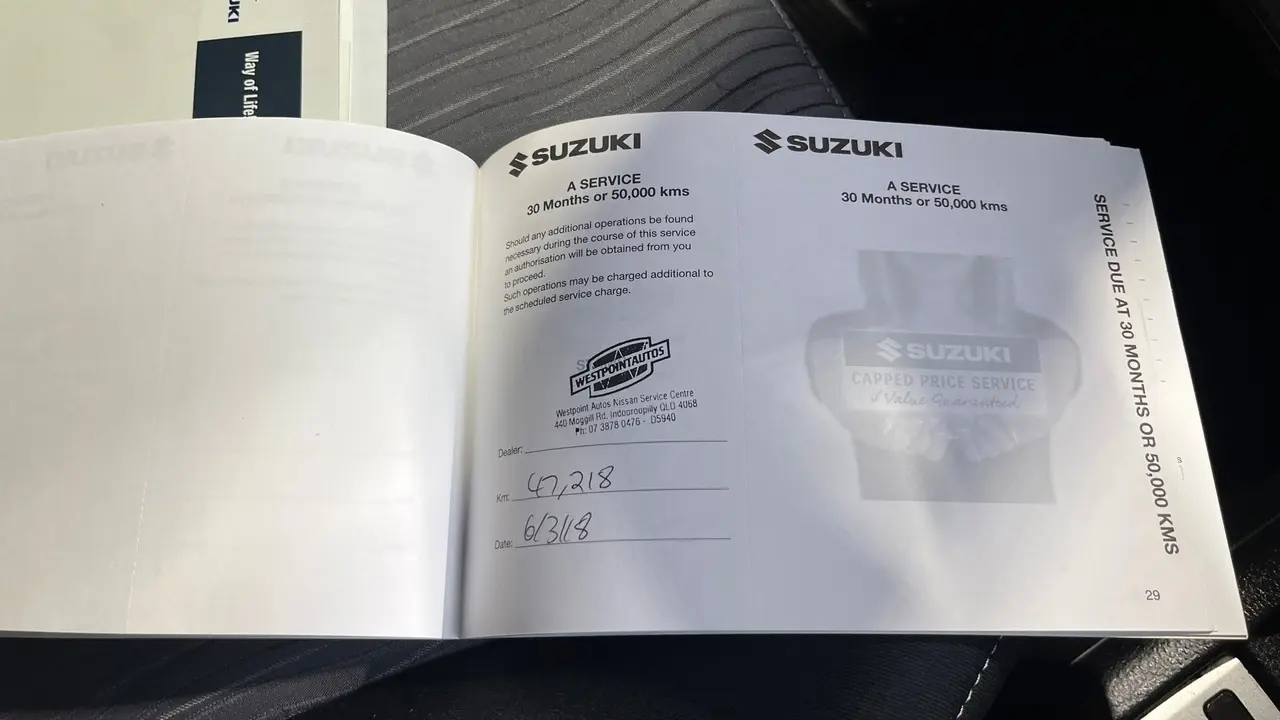 UKI
Way of Life
SUZUKI
A SERVICE
30 Months or 50,000 kms
Should any additional operations be found
necessary during the course of this service
an authorisation will be obtained from you
to proceed.
Such operations may be charged additional to
the scheduled service charge.
WESTPOINTAUTOS
Westpoint Autos Nissan Service Centre
440 Moggill Rd, Indooroopilly QLD 4068
Ph: 07 3878 0476 - D5940
Dealer:
Km: 47,218
Date: 6/3/18
SUZUKI
A SERVICE
30 Months or 50,000 kms
SUZUKI
CAPPED PRICE SERVICE
Value Guaranteed
SERVICE DUE AT 30 MONTHS OR 50,000 KMS
29